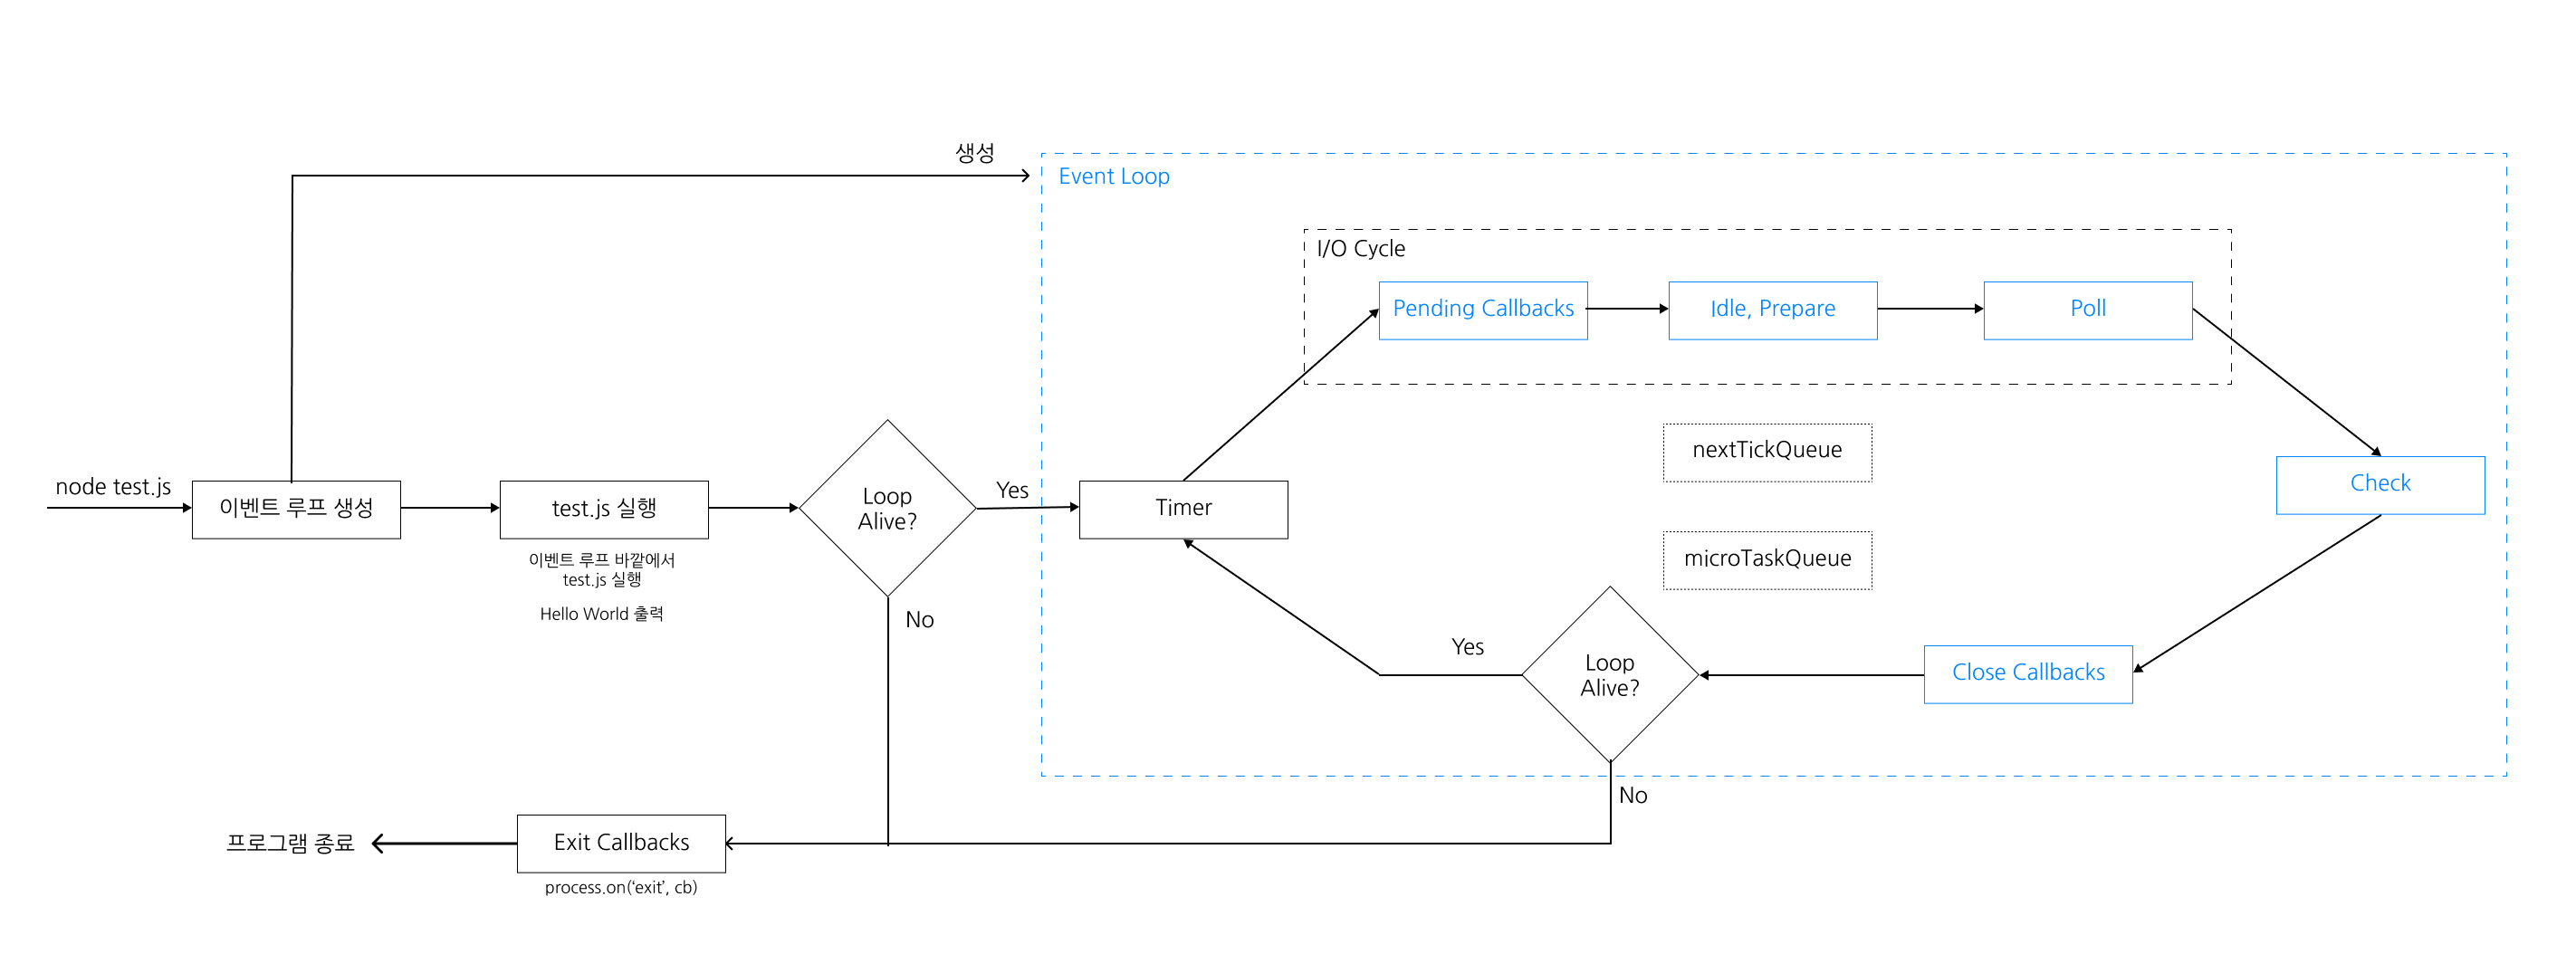 생성
Event Loop
I/O Cycle
Pending Callbacks
Idle, Prepare
Poll
nextTickQueue
node test.js
이벤트 루프 생성
test.js 실행
Loop
Alive?
Yes
Timer
Check
이벤트 루프 바깥에서
test.js 실행
Hello World 출력
microTaskQueue
No
Yes
Loop
Alive?
Close Callbacks
No
프로그램 종료
Exit Callbacks
process.on(‘exit’, cb)